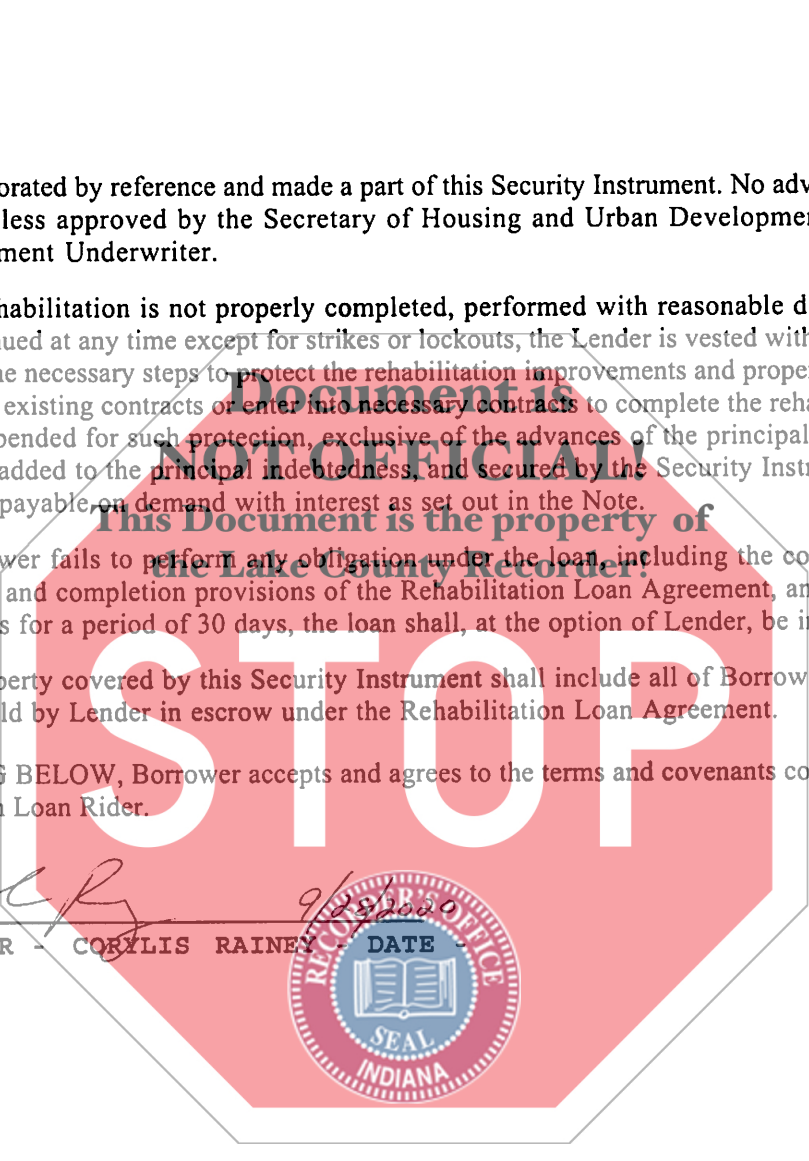 orated by reference and made a part of this Security Instrument. No adv
less approved by the Secretary of Housing and Urban Developmen
ment Underwriter.
habilitation is not properly completed, performed with reasonable d
ued at any time except for strikes or lockouts, the Lender is vested with
e necessary steps to protect the rehabilitation improvements and proper
existing contracts or enter into necessary contracts to complete the reha
pended for such protection, exclusive of the advances of the principal
added to the principal indebtedness, and secured by the Security Instr
payable on demand with interest as set out in the Note.
wer fails to perform any obligation under the loan, including the co
and completion provisions of the Rehabilitation Loan Agreement, an
s for a period of 30 days, the loan shall, at the option of Lender, be i
perty covered by this Security Instrument shall include all of Borrow
ld by Lender in escrow under the Rehabilitation Loan Agreement.
G BELOW, Borrower accepts and agrees to the terms and covenants co
n Loan Rider.
9/28/2020
R - CORYLIS RAINEY - DATE -
Document is
NOT OFFICIAL!
This Document is the property of
the Lake County Recorder!
STOP
RECORDER'S OFFICE
SEAL
INDIANA